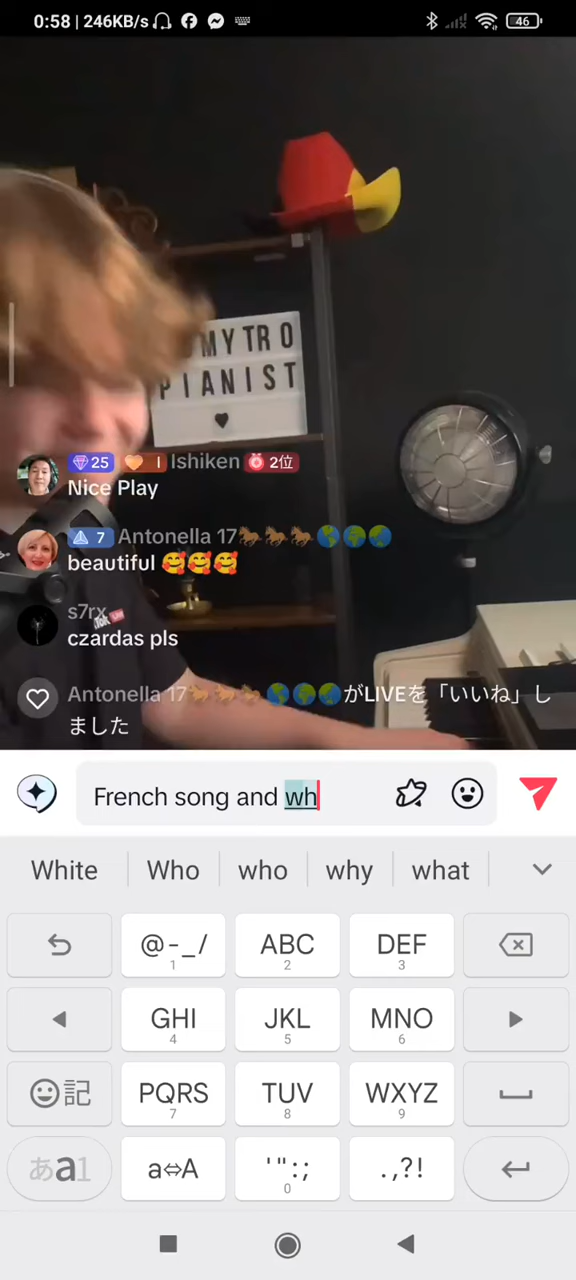 0:58 | 246KB/s
46
MYTRO
PIANIST
25 I Ishiken 2位
Nice Play
7 Antonella 17🐎🐎🐎🌎🌍🌏
beautiful 🥰🥰🥰
s7rx
LIVE
czardas pls
Antonella 17🐎🐎🐎🌎🌍🌏がLIVEを「いいね」し
ました
French song and wh
White Who who why what
@-_/ ABC DEF
1 2 3
GHI JKL MNO
4 5 6
☺記 PQRS TUV WXYZ
7 8 9
あa1 a⇔A '":; .,?!
0